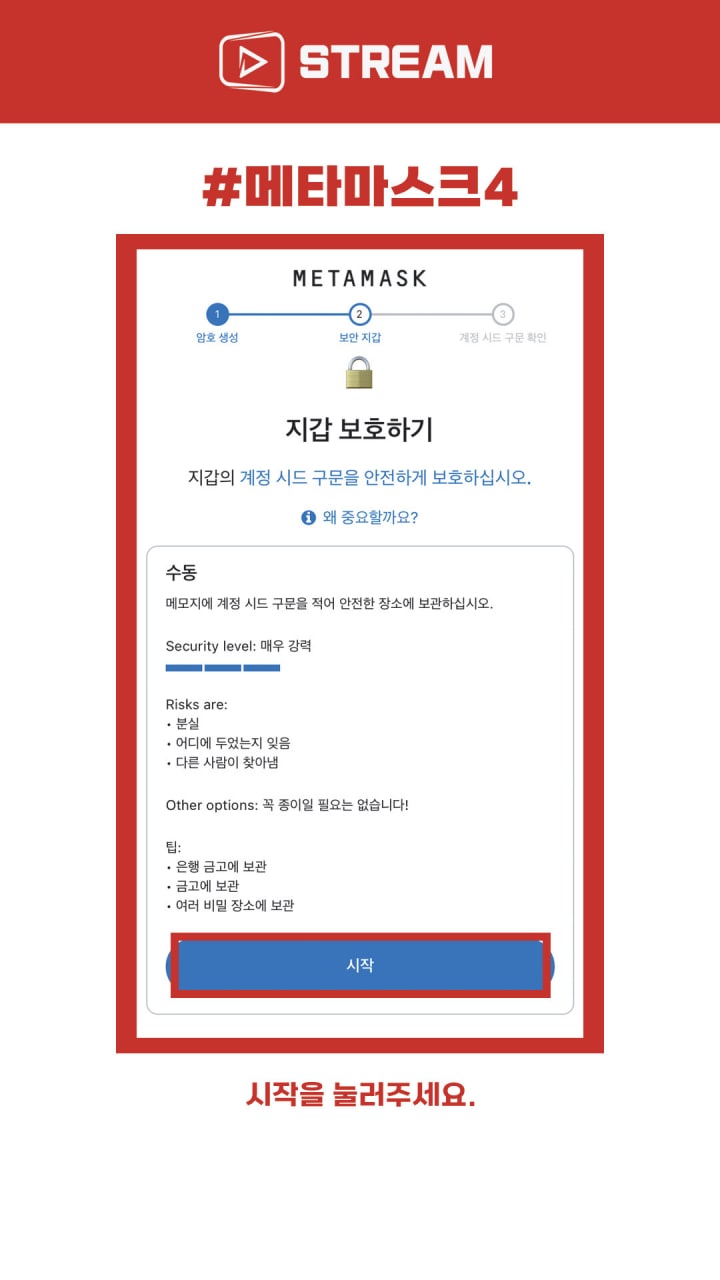 STREAM
#메타마스크4
METAMASK
1 2 3
암호 생성 보안 지갑 계정 시드 구문 확인
지갑 보호하기
지갑의 계정 시드 구문을 안전하게 보호하십시오.
왜 중요할까요?
수동
메모지에 계정 시드 구문을 적어 안전한 장소에 보관하십시오.
Security level: 매우 강력
Risks are:
• 분실
• 어디에 두었는지 잊음
• 다른 사람이 찾아냄
Other options: 꼭 종이일 필요는 없습니다!
팁:
• 은행 금고에 보관
• 금고에 보관
• 여러 비밀 장소에 보관
시작
시작을 눌러주세요.